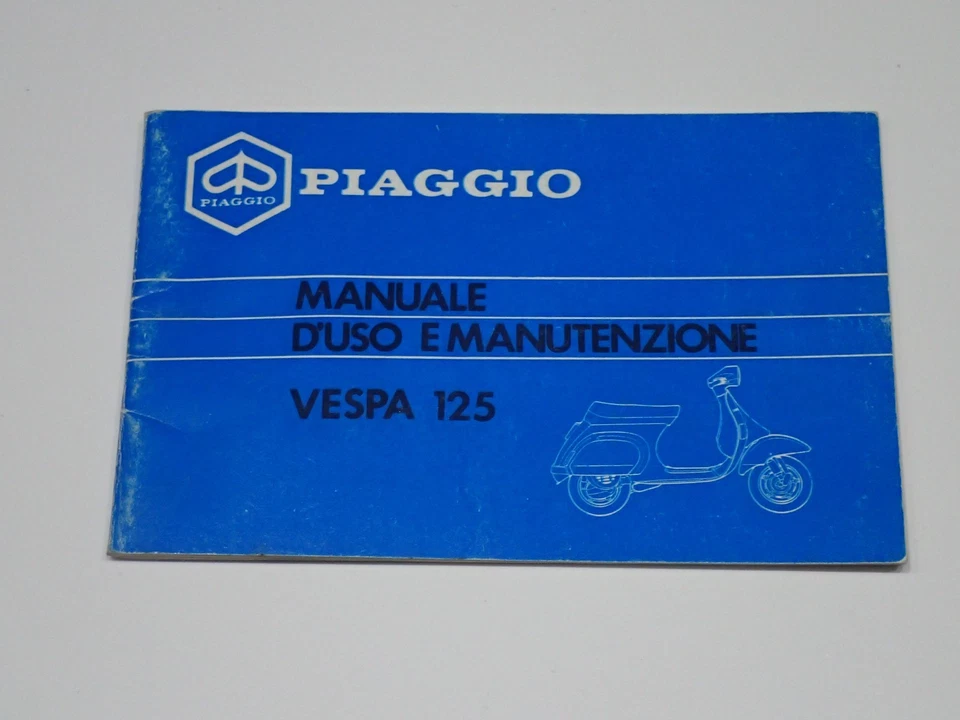 PIAGGIO
PIAGGIO
MANUALE
D'USO E MANUTENZIONE
VESPA 125